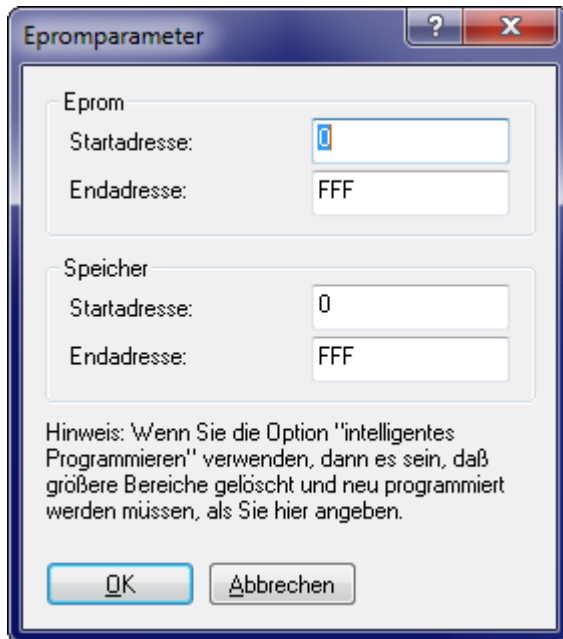 Epromparameter
?
Eprom
Startadresse: 0
Endadresse: FFF
Speicher
Startadresse: 0
Endadresse: FFF
Hinweis: Wenn Sie die Option "intelligentes
Programmieren" verwenden, dann es sein, daß
größere Bereiche gelöscht und neu programmiert
werden müssen, als Sie hier angeben.
OK Abbrechen